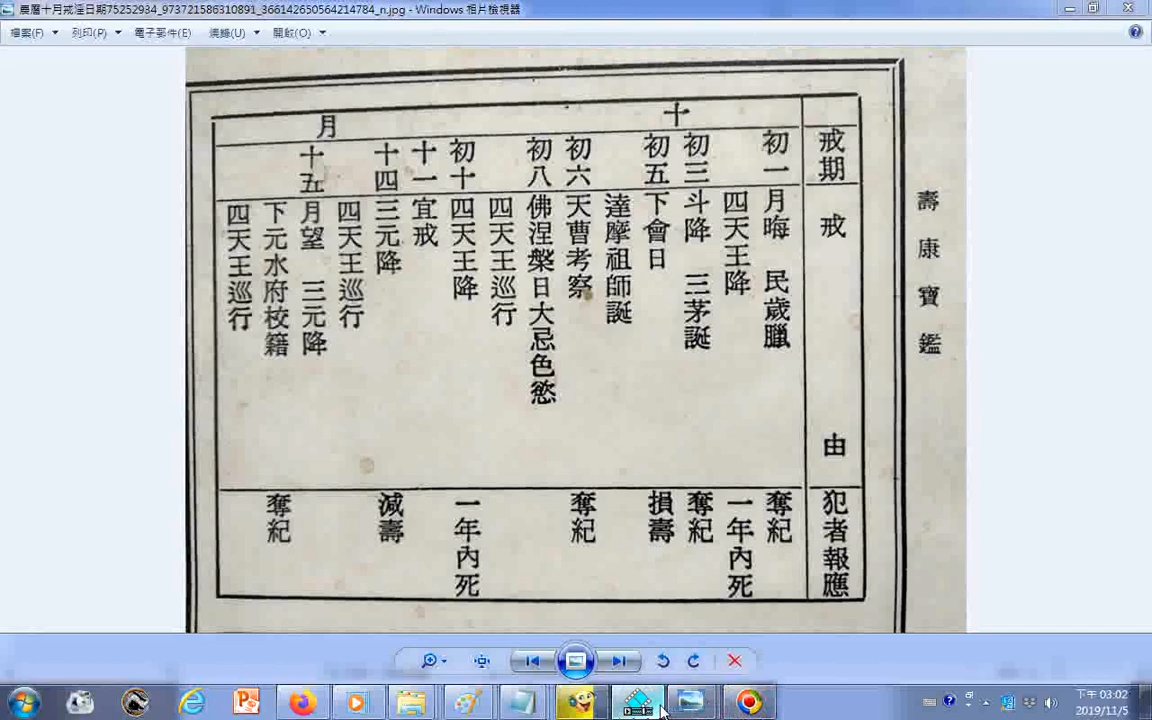 農曆十月戒淫日期75252934_973721586310891_366142650564214784_n.jpg - Windows 相片檢視器
檔案(F)
列印(P)
電子郵件(E)
燒錄(U)
開啟(O)
壽康寶鑑
戒期
戒
由
犯者報應
十
月
初一
月晦 民歲臘
奪紀
四天王降
一年內死
初三
斗降 三茅誕
奪紀
初五
下會日
損壽
達摩祖師誕
初六
天曹考察
奪紀
初八
佛涅槃日大忌色慾
四天王巡行
初十
四天王降
一年內死
十一
宜戒
十四
三元降
減壽
四天王巡行
十五
月望 三元降
下元水府校籍
奪紀
四天王巡行
下午 03:02
2019/11/5